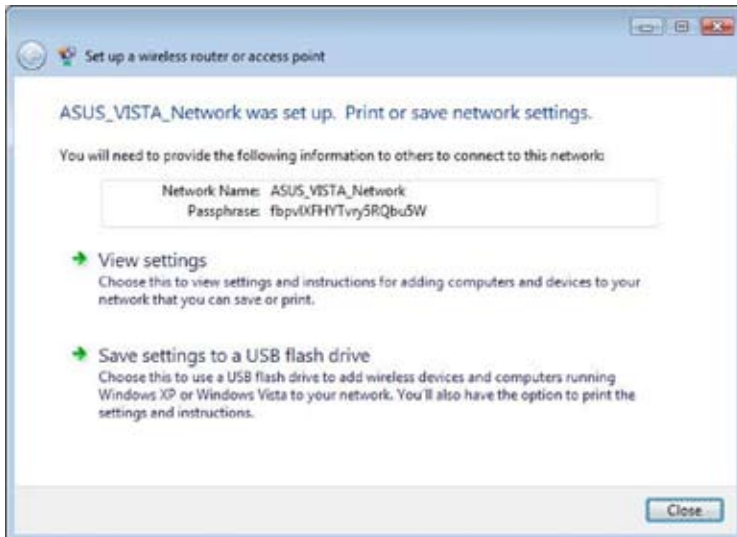 Set up a wireless router or access point
ASUS_VISTA_Network was set up. Print or save network settings.
You will need to provide the following information to others to connect to this network:
Network Name: ASUS_VISTA_Network
Passphrase:
View settings
Choose this to view settings and instructions for adding computers and devices to your
network that you can save or print.
Save settings to a USB flash drive
Choose this to use a USB flash drive to add wireless devices and computers running
Windows XP or Windows Vista to your network. You'll also have the option to print the
settings and instructions.
Close